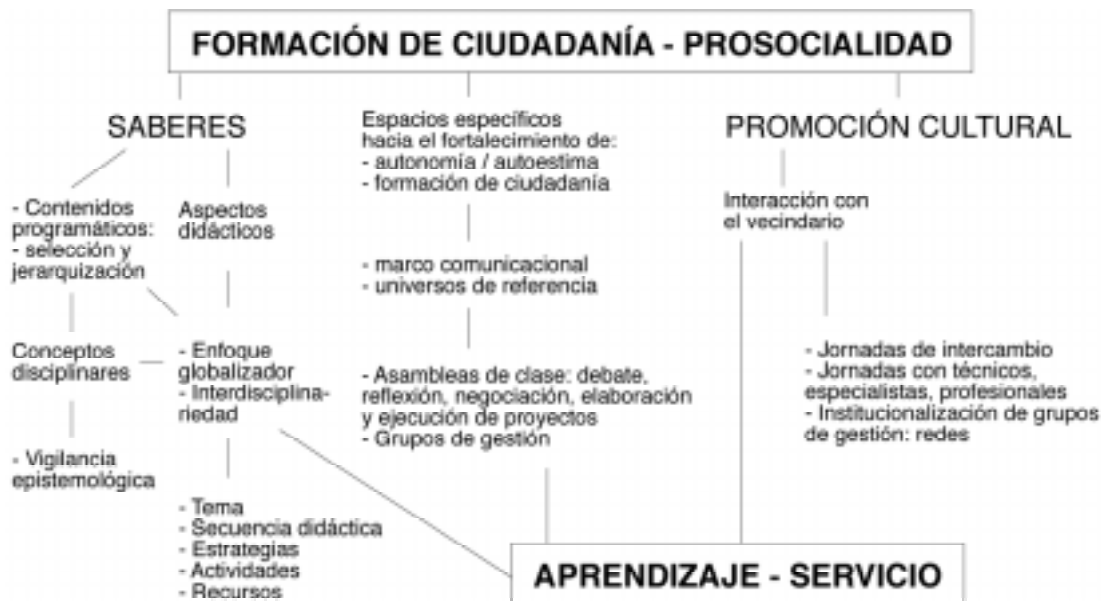 FORMACIÓN DE CIUDADANÍA - PROSOCIALIDAD
SABERES
- Contenidos
programáticos:
- selección y
jerarquización
Aspectos
didácticos
Conceptos
disciplinares
- Enfoque
globalizador
- Interdisciplina-
riedad
- Vigilancia
epistemológica
- Tema
- Secuencia didáctica
- Estrategias
- Actividades
- Recursos
Espacios específicos
hacia el fortalecimiento de:
- autonomía / autoestima
- formación de ciudadanía
- marco comunicacional
- universos de referencia
- Asambleas de clase: debate,
reflexión, negociación, elaboración
y ejecución de proyectos
- Grupos de gestión
PROMOCIÓN CULTURAL
Interacción con
el vecindario
- Jornadas de intercambio
- Jornadas con técnicos,
especialistas, profesionales
- Institucionalización de grupos
de gestión: redes
APRENDIZAJE - SERVICIO